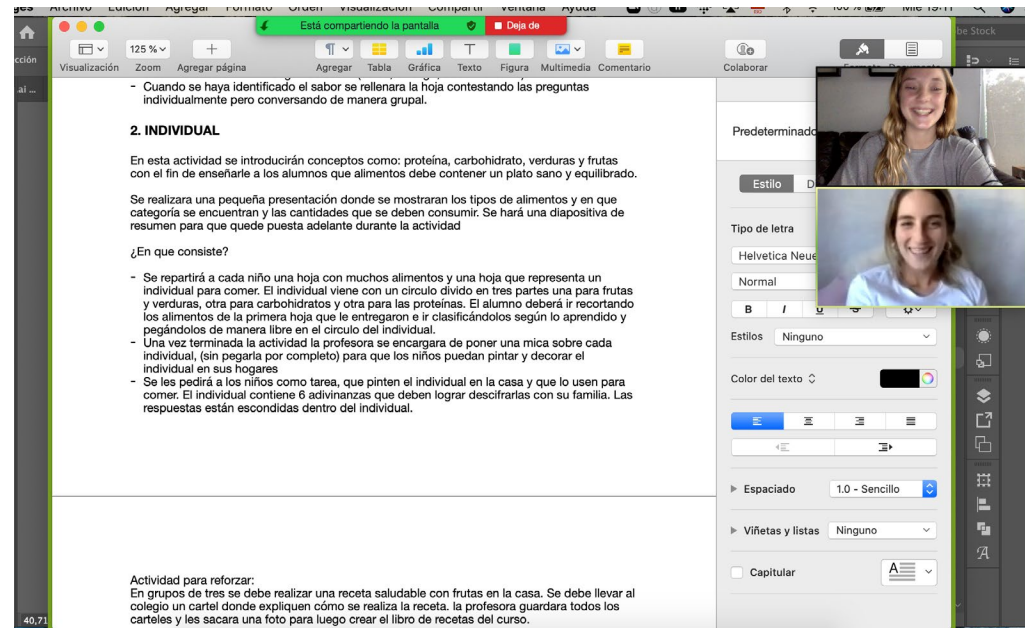 Archivo Edición Agregar Formato Orden Visualización Compartir Ventana Ayuda
100 % Mié 19:11
Está compartiendo la pantalla Deja de
be Stock
125 %
Visualización Zoom Agregar página Agregar Tabla Gráfica Texto Figura Multimedia Comentario Colaborar
cción
.ai ...
- Cuando se haya identificado el sabor se rellenara la hoja contestando las preguntas
individualmente pero conversando de manera grupal.
2. INDIVIDUAL
En esta actividad se introducirán conceptos como: proteína, carbohidrato, verduras y frutas
con el fin de enseñarle a los alumnos que alimentos debe contener un plato sano y equilibrado.
Se realizara una pequeña presentación donde se mostraran los tipos de alimentos y en que
categoría se encuentran y las cantidades que se deben consumir. Se hará una diapositiva de
resumen para que quede puesta adelante durante la actividad
¿En que consiste?
- Se repartirá a cada niño una hoja con muchos alimentos y una hoja que representa un
individual para comer. El individual viene con un circulo divido en tres partes una para frutas
y verduras, otra para carbohidratos y otra para las proteínas. El alumno deberá ir recortando
los alimentos de la primera hoja que le entregaron e ir clasificándolos según lo aprendido y
pegándolos de manera libre en el circulo del individual.
- Una vez terminada la actividad la profesora se encargara de poner una mica sobre cada
individual, (sin pegarla por completo) para que los niños puedan pintar y decorar el
individual en sus hogares
- Se les pedirá a los niños como tarea, que pinten el individual en la casa y que lo usen para
comer. El individual contiene 6 adivinanzas que deben lograr descifrarlas con su familia. Las
respuestas están escondidas dentro del individual.
Actividad para reforzar:
En grupos de tres se debe realizar una receta saludable con frutas en la casa. Se debe llevar al
colegio un cartel donde expliquen cómo se realiza la receta. la profesora guardara todos los
carteles y les sacara una foto para luego crear el libro de recetas del curso.
Predeterminado
Estilo
Tipo de letra
Helvetica Neue
Normal
B I U S
Estilos Ninguno
Color del texto
Espaciado 1.0 - Sencillo
Viñetas y listas Ninguno
Capitular A
40,71